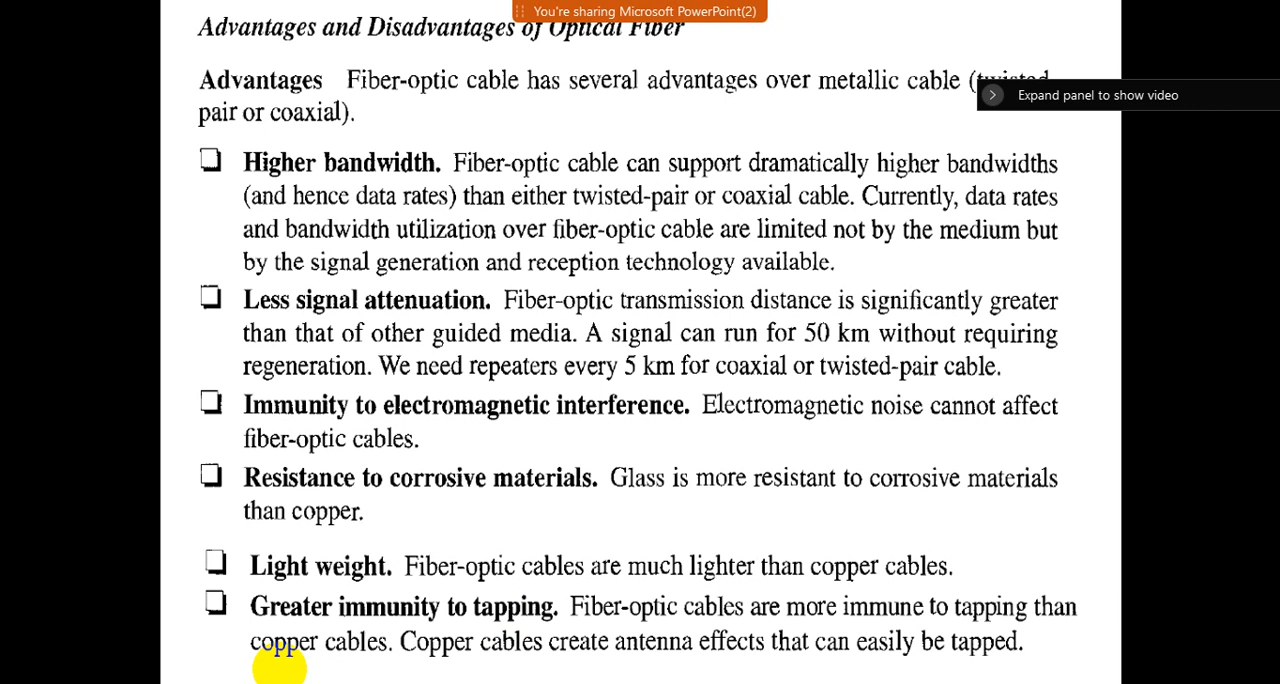 You're sharing Microsoft PowerPoint(2)
Advantages and Disadvantages of Optical Fiber
Advantages Fiber-optic cable has several advantages over metallic cable (twisted-
Expand panel to show video
pair or coaxial).
Higher bandwidth. Fiber-optic cable can support dramatically higher bandwidths
(and hence data rates) than either twisted-pair or coaxial cable. Currently, data rates
and bandwidth utilization over fiber-optic cable are limited not by the medium but
by the signal generation and reception technology available.
Less signal attenuation. Fiber-optic transmission distance is significantly greater
than that of other guided media. A signal can run for 50 km without requiring
regeneration. We need repeaters every 5 km for coaxial or twisted-pair cable.
Immunity to electromagnetic interference. Electromagnetic noise cannot affect
fiber-optic cables.
Resistance to corrosive materials. Glass is more resistant to corrosive materials
than copper.
Light weight. Fiber-optic cables are much lighter than copper cables.
Greater immunity to tapping. Fiber-optic cables are more immune to tapping than
copper cables. Copper cables create antenna effects that can easily be tapped.